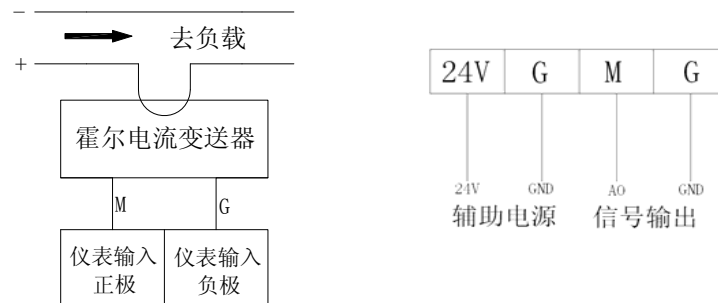 −
去负载
+
霍尔电流变送器
M G
仪表输入 仪表输入
正极 负极
24V G M G
24V GND AO GND
辅助电源 信号输出